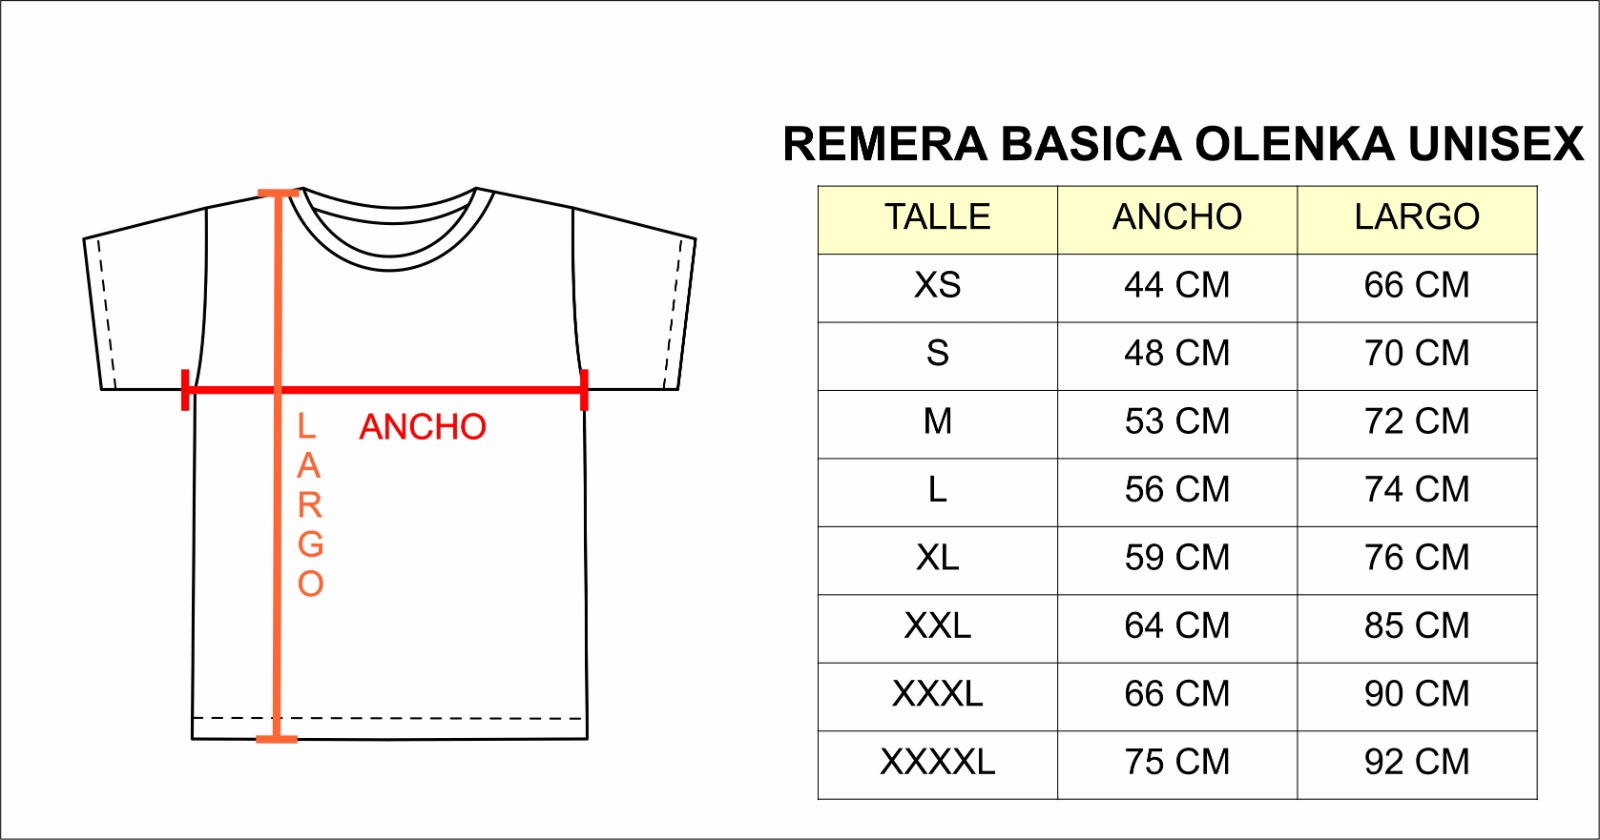 REMERA BASICA OLENKA UNISEX
TALLE ANCHO LARGO
XS 44 CM 66 CM
S 48 CM 70 CM
M 53 CM 72 CM
L 56 CM 74 CM
XL 59 CM 76 CM
XXL 64 CM 85 CM
XXXL 66 CM 90 CM
XXXXL 75 CM 92 CM
ANCHO
LARGO